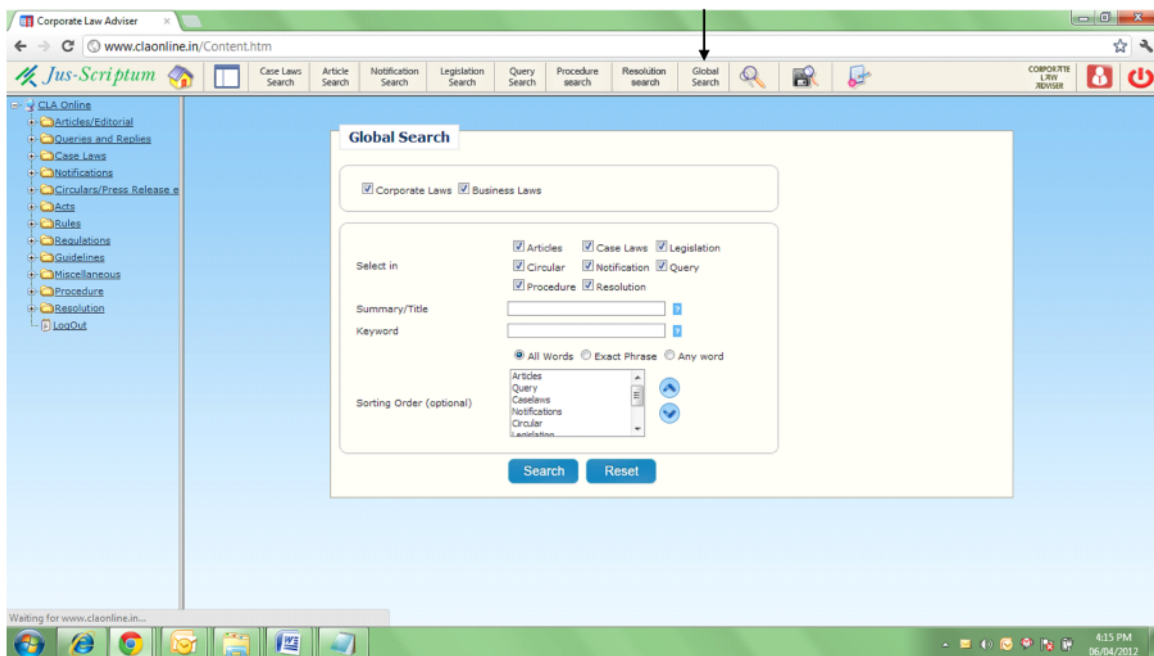 Corporate Law Adviser
www.claonline.in/Content.htm
Jus-Scriptum
Case Laws Search
Article Search
Notification Search
Legislation Search
Query Search
Procedure search
Resolution search
Global Search
CORPORATE LAW ADVISER
CLA Online
Articles/Editorial
Queries and Replies
Case Laws
Notifications
Circulars/Press Release e
Acts
Rules
Regulations
Guidelines
Miscellaneous
Procedure
Resolution
LogOut
Global Search
Corporate Laws Business Laws
Select in
Articles Case Laws Legislation
Circular Notification Query
Procedure Resolution
Summary/Title ?
Keyword ?
All Words Exact Phrase Any word
Sorting Order (optional)
Articles
Query
Caselaws
Notifications
Circular
Legislation
Search Reset
Waiting for www.claonline.in...
4:15 PM
06/04/2012